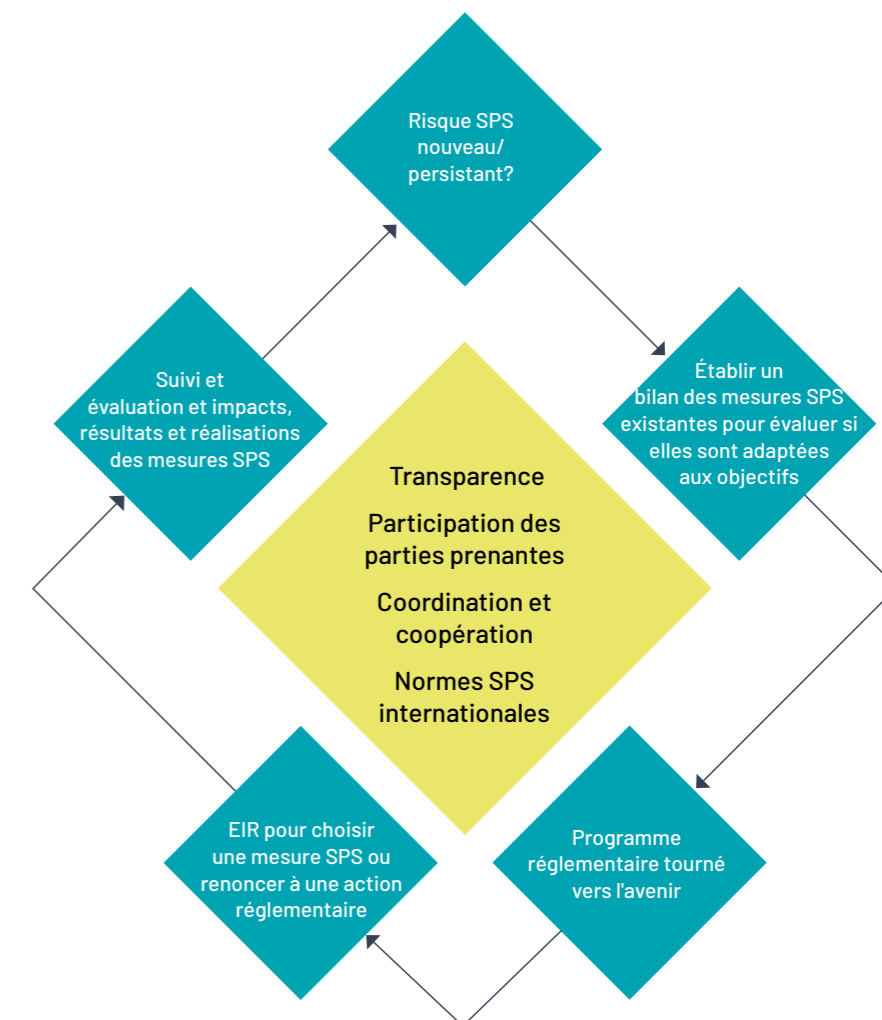 Risque SPS
nouveau/
persistant?
Établir un
bilan des mesures SPS
existantes pour évaluer si
elles sont adaptées
aux objectifs
Programme
réglementaire tourné
vers l'avenir
EIR pour choisir
une mesure SPS ou
renoncer à une action
réglementaire
Suivi et
évaluation et impacts,
résultats et réalisations
des mesures SPS
Transparence
Participation des
parties prenantes
Coordination et
coopération
Normes SPS
internationales